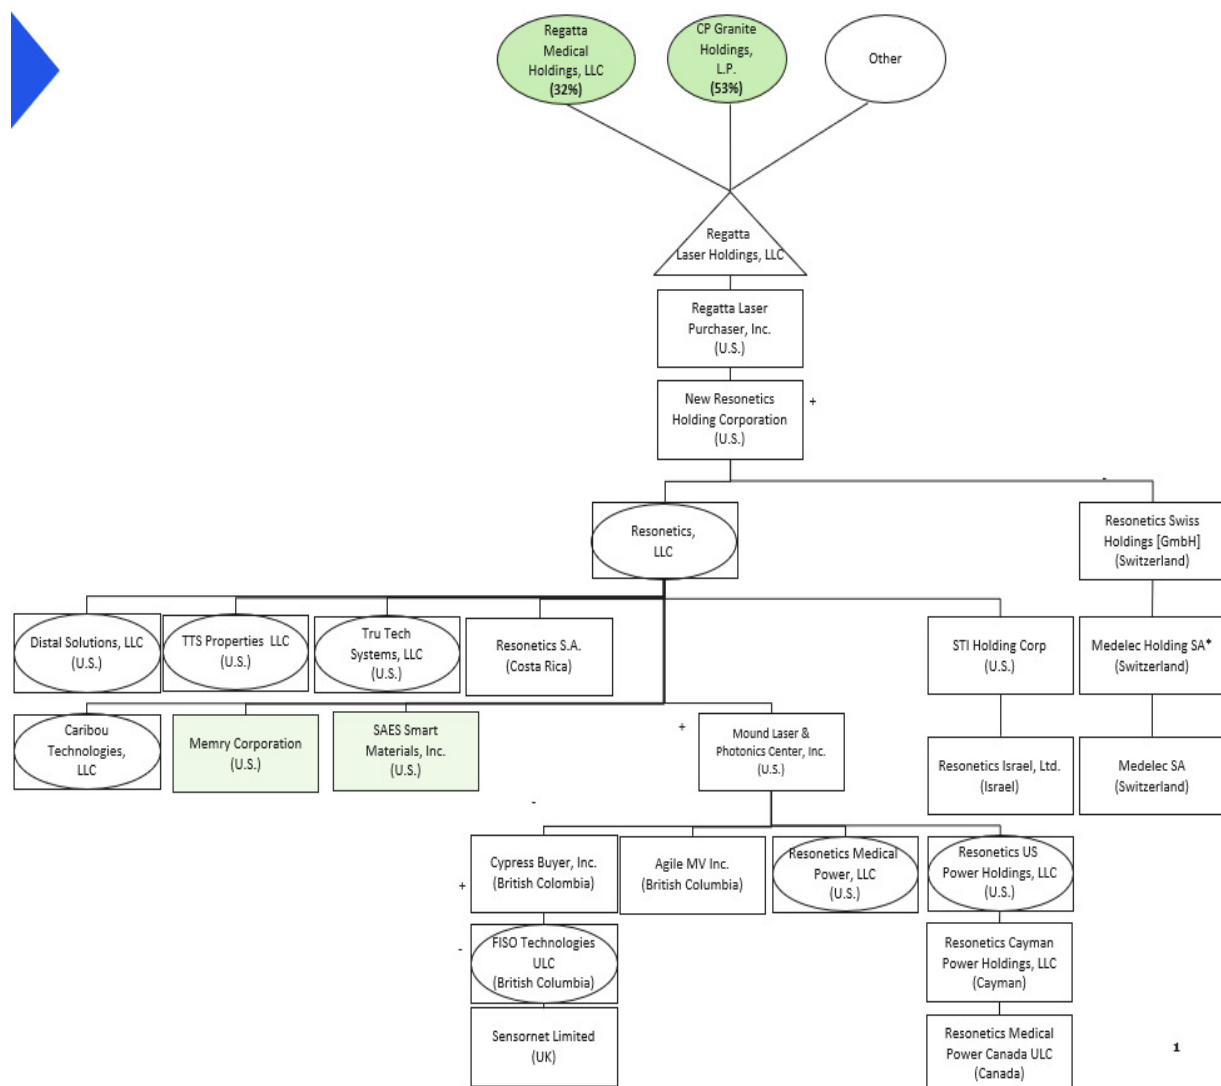 Regatta
Medical
Holdings, LLC
(32%)
CP Granite
Holdings,
L.P.
(53%)
Other
Regatta
Laser Holdings, LLC
Regatta Laser
Purchaser, Inc.
(U.S.)
New Resonetics
Holding Corporation
(U.S.)
+
-
Resonetics,
LLC
Resonetics Swiss
Holdings [GmbH]
(Switzerland)
Distal Solutions, LLC
(U.S.)
TTS Properties LLC
(U.S.)
Tru Tech
Systems, LLC
(U.S.)
Resonetics S.A.
(Costa Rica)
STI Holding Corp
(U.S.)
Medelec Holding SA*
(Switzerland)
Caribou
Technologies,
LLC
Memry Corporation
(U.S.)
SAES Smart
Materials, Inc.
(U.S.)
+
Mound Laser &
Photonics Center, Inc.
(U.S.)
Resonetics Israel, Ltd.
(Israel)
Medelec SA
(Switzerland)
-
Cypress Buyer, Inc.
(British Colombia)
Agile MV Inc.
(British Columbia)
Resonetics Medical
Power, LLC
(U.S.)
Resonetics US
Power Holdings, LLC
(U.S.)
+
-
FISO Technologies
ULC
(British Columbia)
Resonetics Cayman
Power Holdings, LLC
(Cayman)
Sensornet Limited
(UK)
Resonetics Medical
Power Canada ULC
(Canada)
1